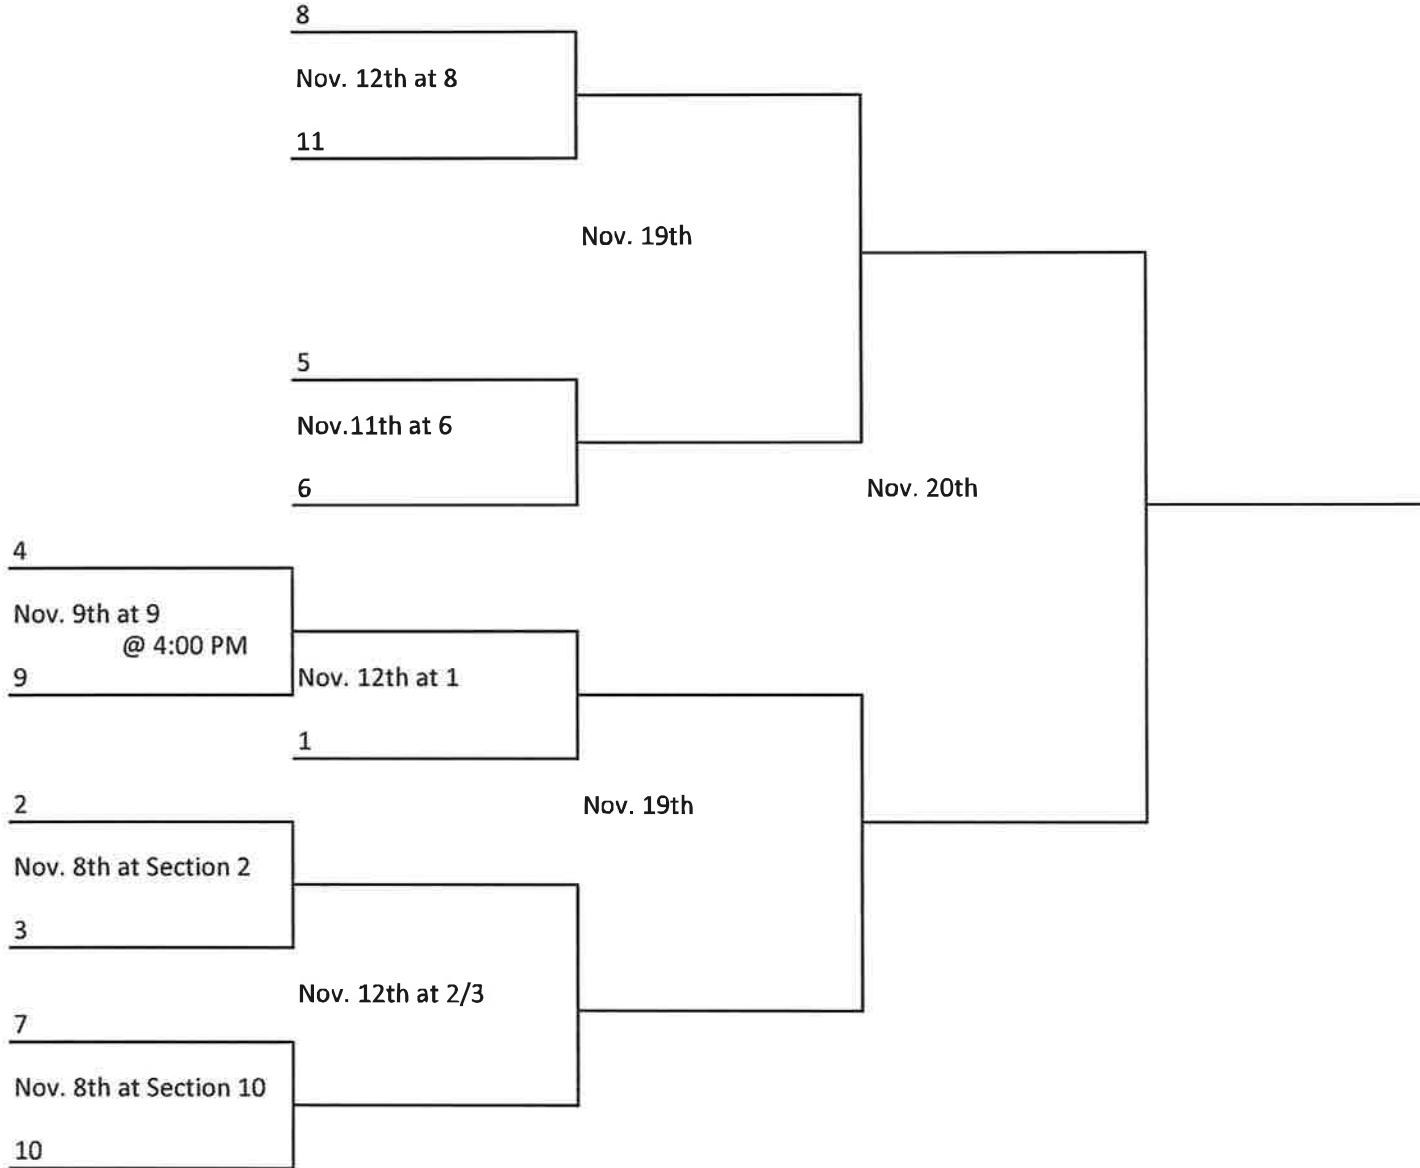 8
Nov. 12th at 8
11
Nov. 19th
5
Nov.11th at 6
6
Nov. 20th
4
Nov. 9th at 9
@ 4:00 PM
9
Nov. 12th at 1
1
2
Nov. 19th
Nov. 8th at Section 2
3
Nov. 12th at 2/3
7
Nov. 8th at Section 10
10